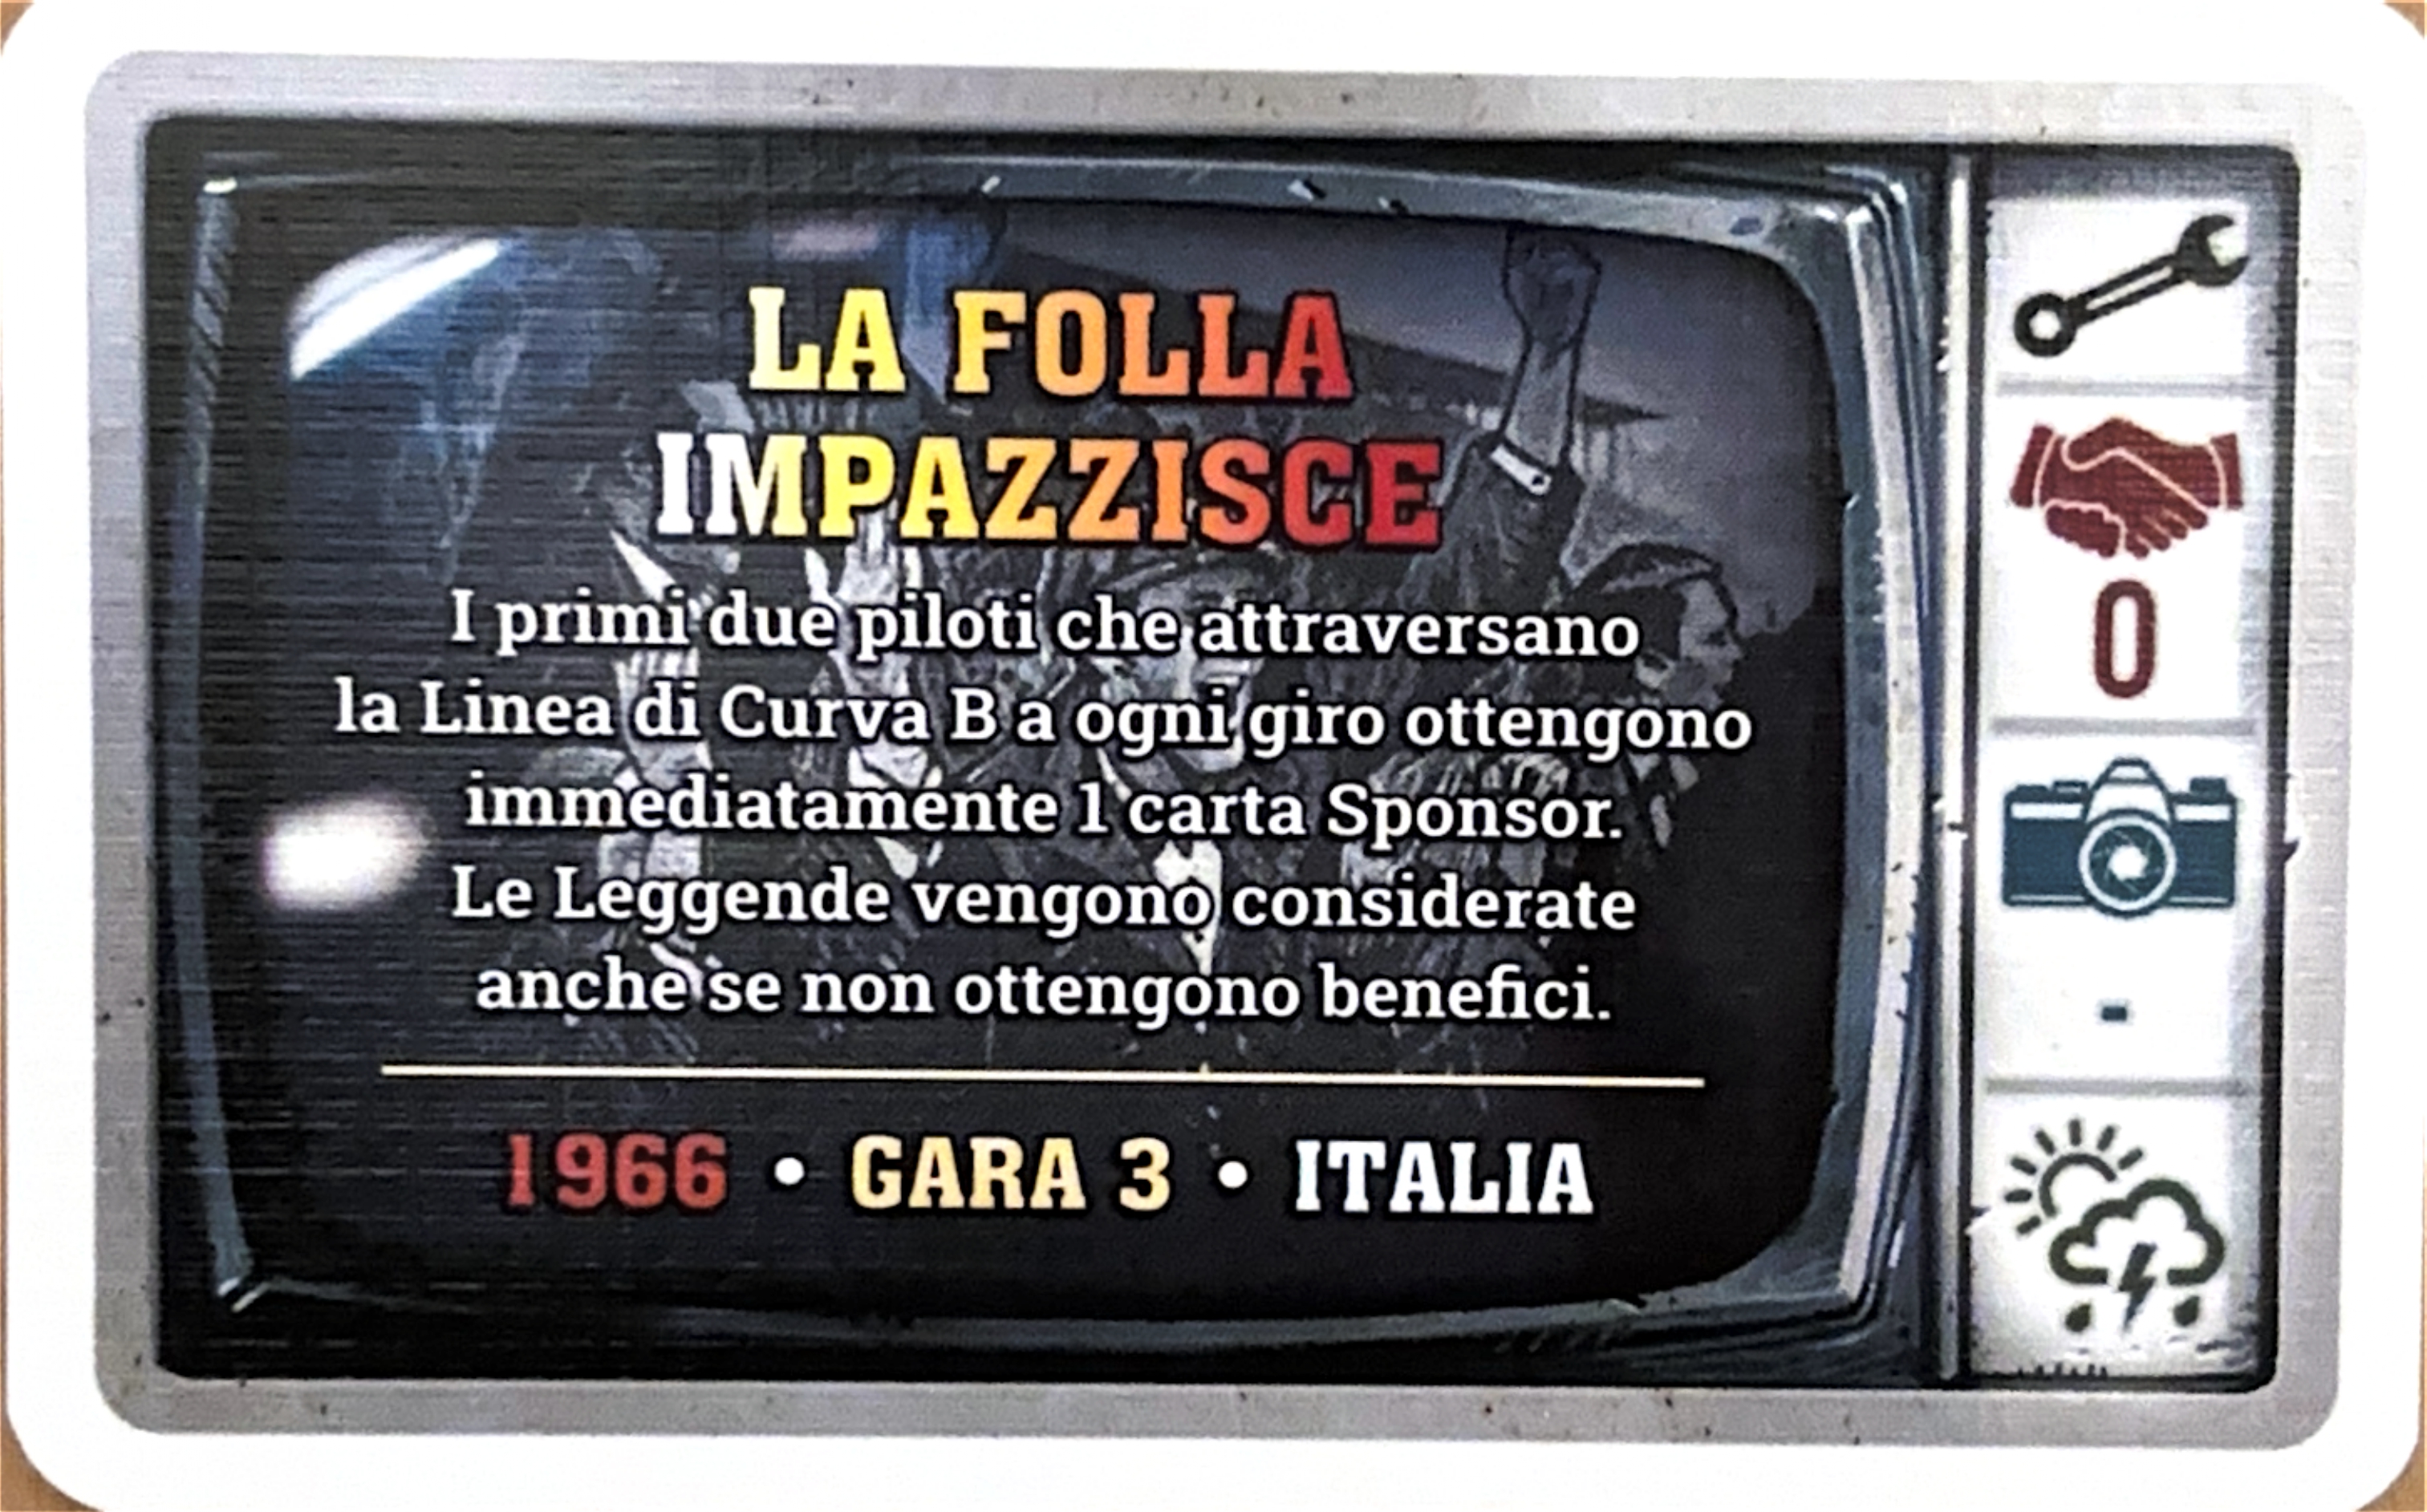 LA FOLLA
IMPAZZISCE
I primi due piloti che attraversano
la Linea di Curva B a ogni giro ottengono
immediatamente 1 carta Sponsor.
Le Leggende vengono considerate
anche se non ottengono benefici.
1966 • GARA 3 • ITALIA
0
-